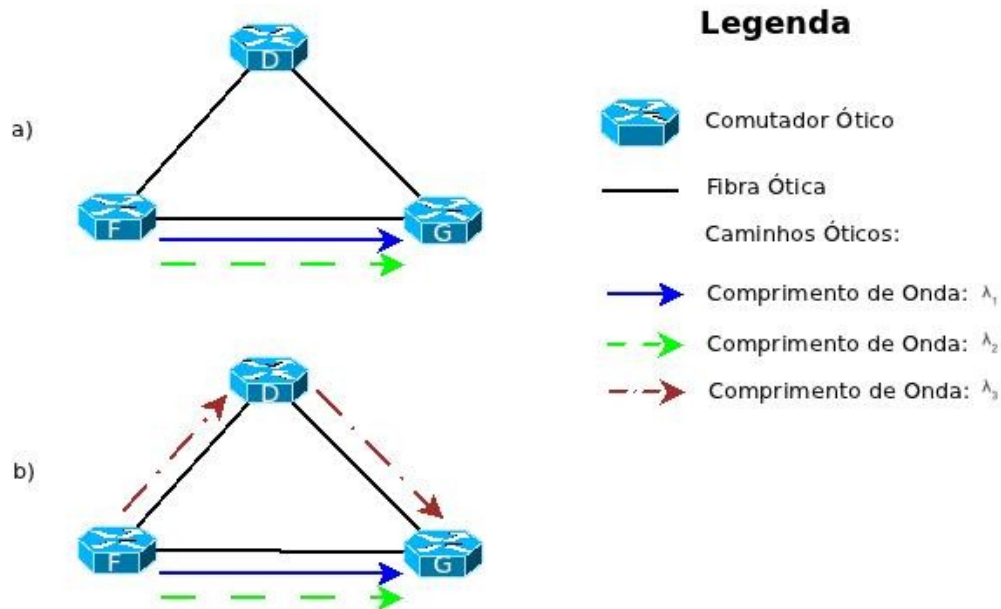 Legenda
D
a)
Comutador Ótico
F
G
Fibra Ótica
Caminhos Óticos:
Comprimento de Onda: λ₁
Comprimento de Onda: λ₂
D
Comprimento de Onda: λ₃
b)
F
G